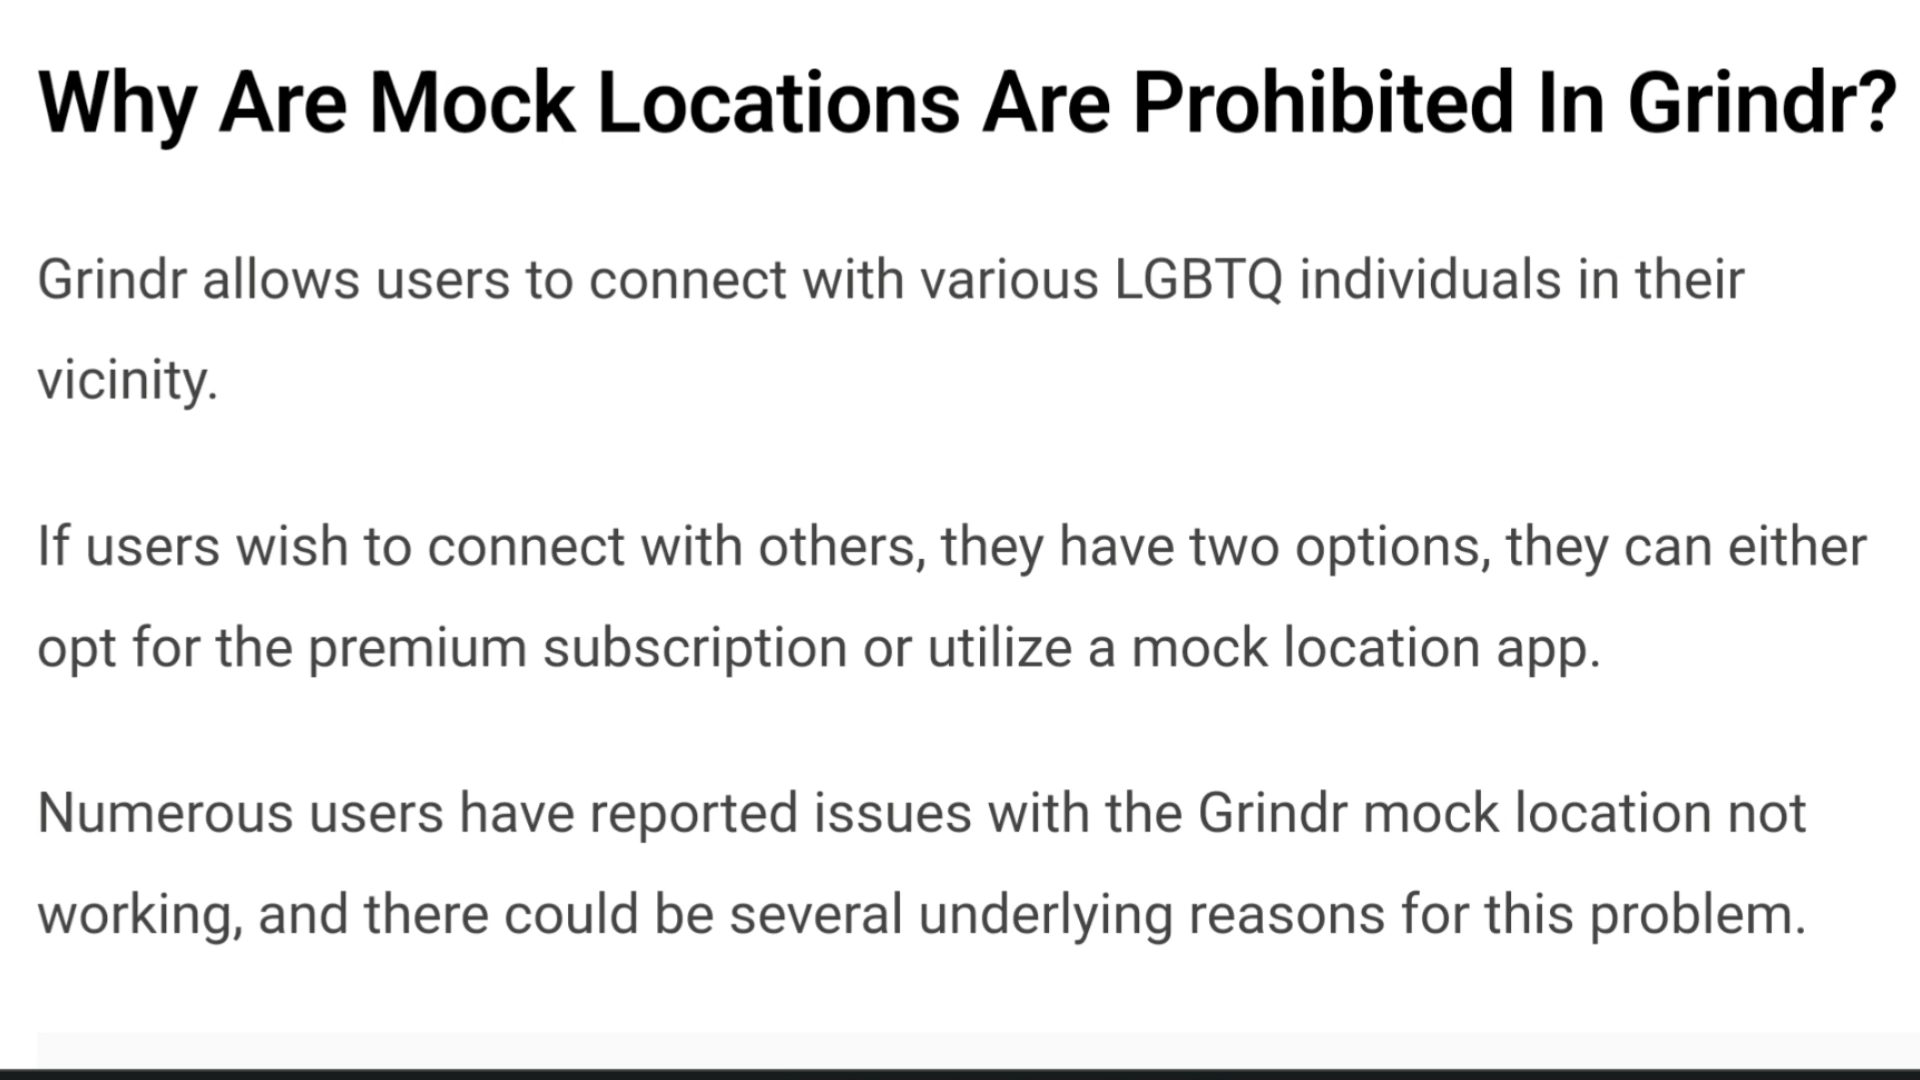 Why Are Mock Locations Are Prohibited In Grindr?
Grindr allows users to connect with various LGBTQ individuals in their
vicinity.
If users wish to connect with others, they have two options, they can either
opt for the premium subscription or utilize a mock location app.
Numerous users have reported issues with the Grindr mock location not
working, and there could be several underlying reasons for this problem.